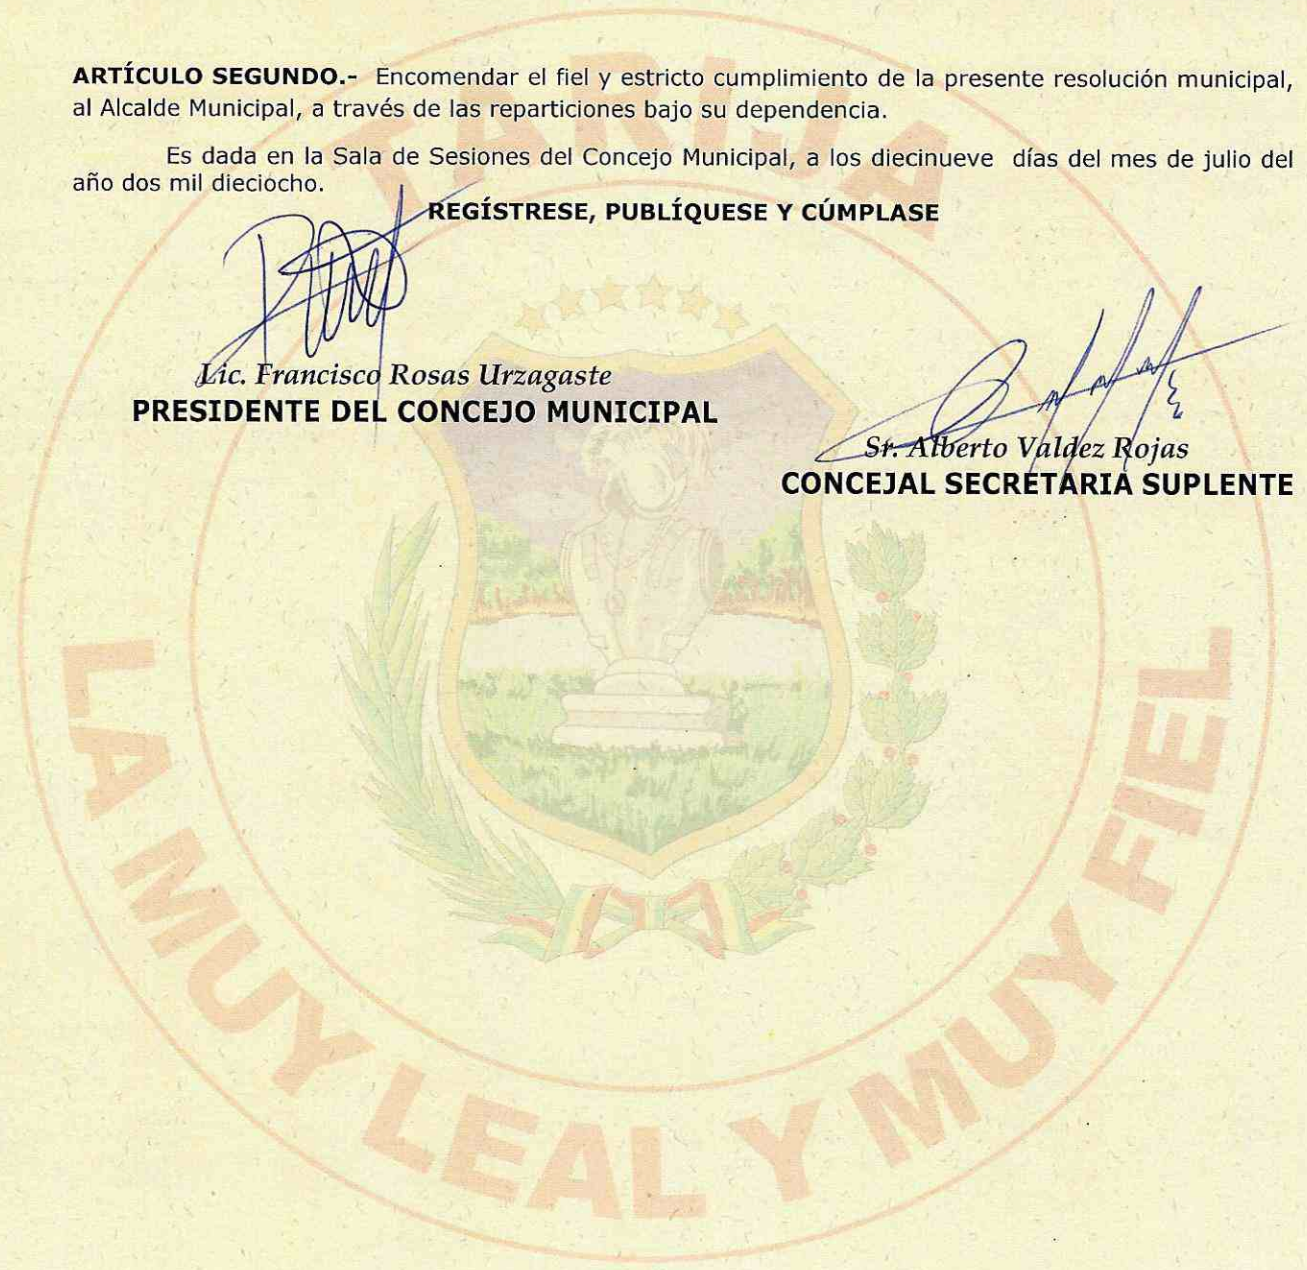 ARTÍCULO SEGUNDO.- Encomendar el fiel y estricto cumplimiento de la presente resolución municipal,
al Alcalde Municipal, a través de las reparticiones bajo su dependencia.
Es dada en la Sala de Sesiones del Concejo Municipal, a los diecinueve días del mes de julio del
año dos mil dieciocho.
REGÍSTRESE, PUBLÍQUESE Y CÚMPLASE
Lic. Francisco Rosas Urzagaste
PRESIDENTE DEL CONCEJO MUNICIPAL
Sr. Alberto Valdez Rojas
CONCEJAL SECRETARIA SUPLENTE
TARIJA
LA MUY LEAL Y MUY FIEL